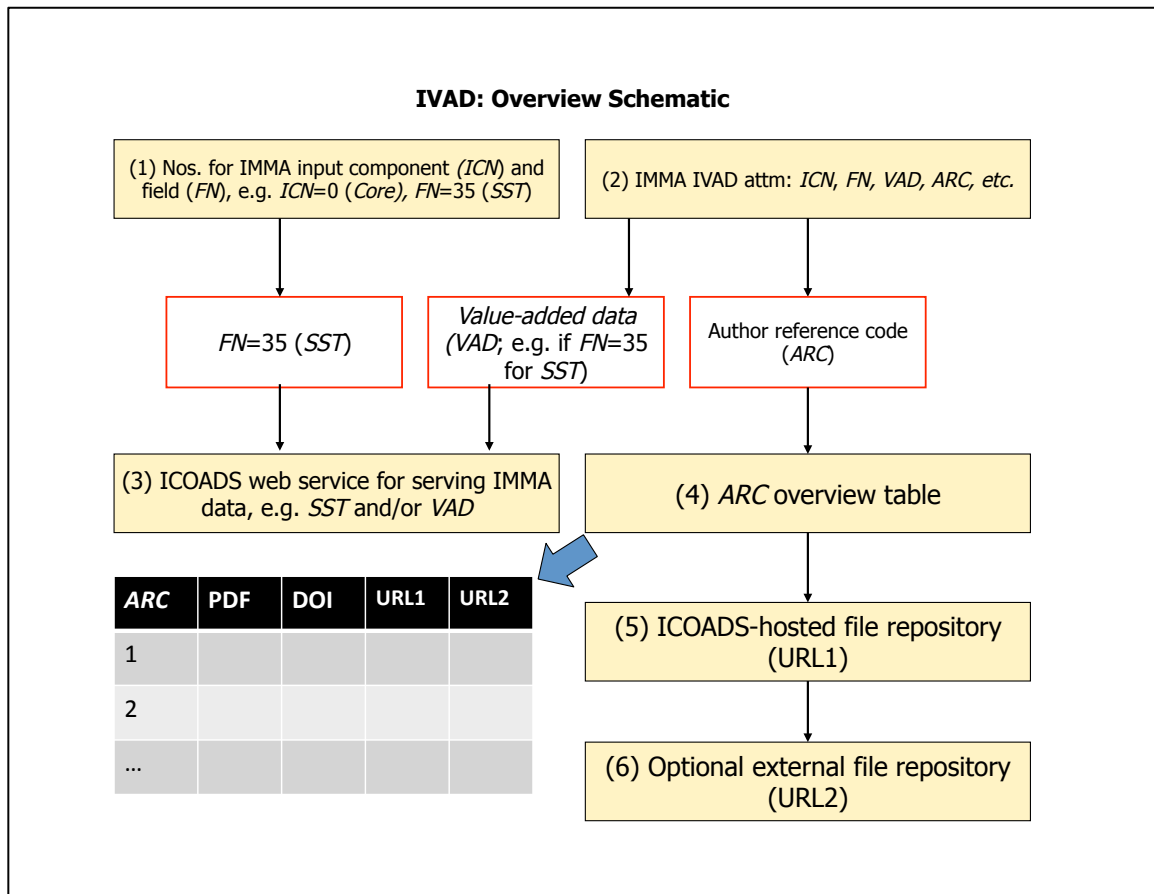 IVAD: Overview Schematic
(1) Nos. for IMMA input component (ICN) and
field (FN), e.g. ICN=0 (Core), FN=35 (SST)
(2) IMMA IVAD attm: ICN, FN, VAD, ARC, etc.
FN=35 (SST)
Value-added data
(VAD; e.g. if FN=35
for SST)
Author reference code
(ARC)
(3) ICOADS web service for serving IMMA
data, e.g. SST and/or VAD
(4) ARC overview table
ARC PDF DOI URL1 URL2
1
2
...
(5) ICOADS-hosted file repository
(URL1)
(6) Optional external file repository
(URL2)